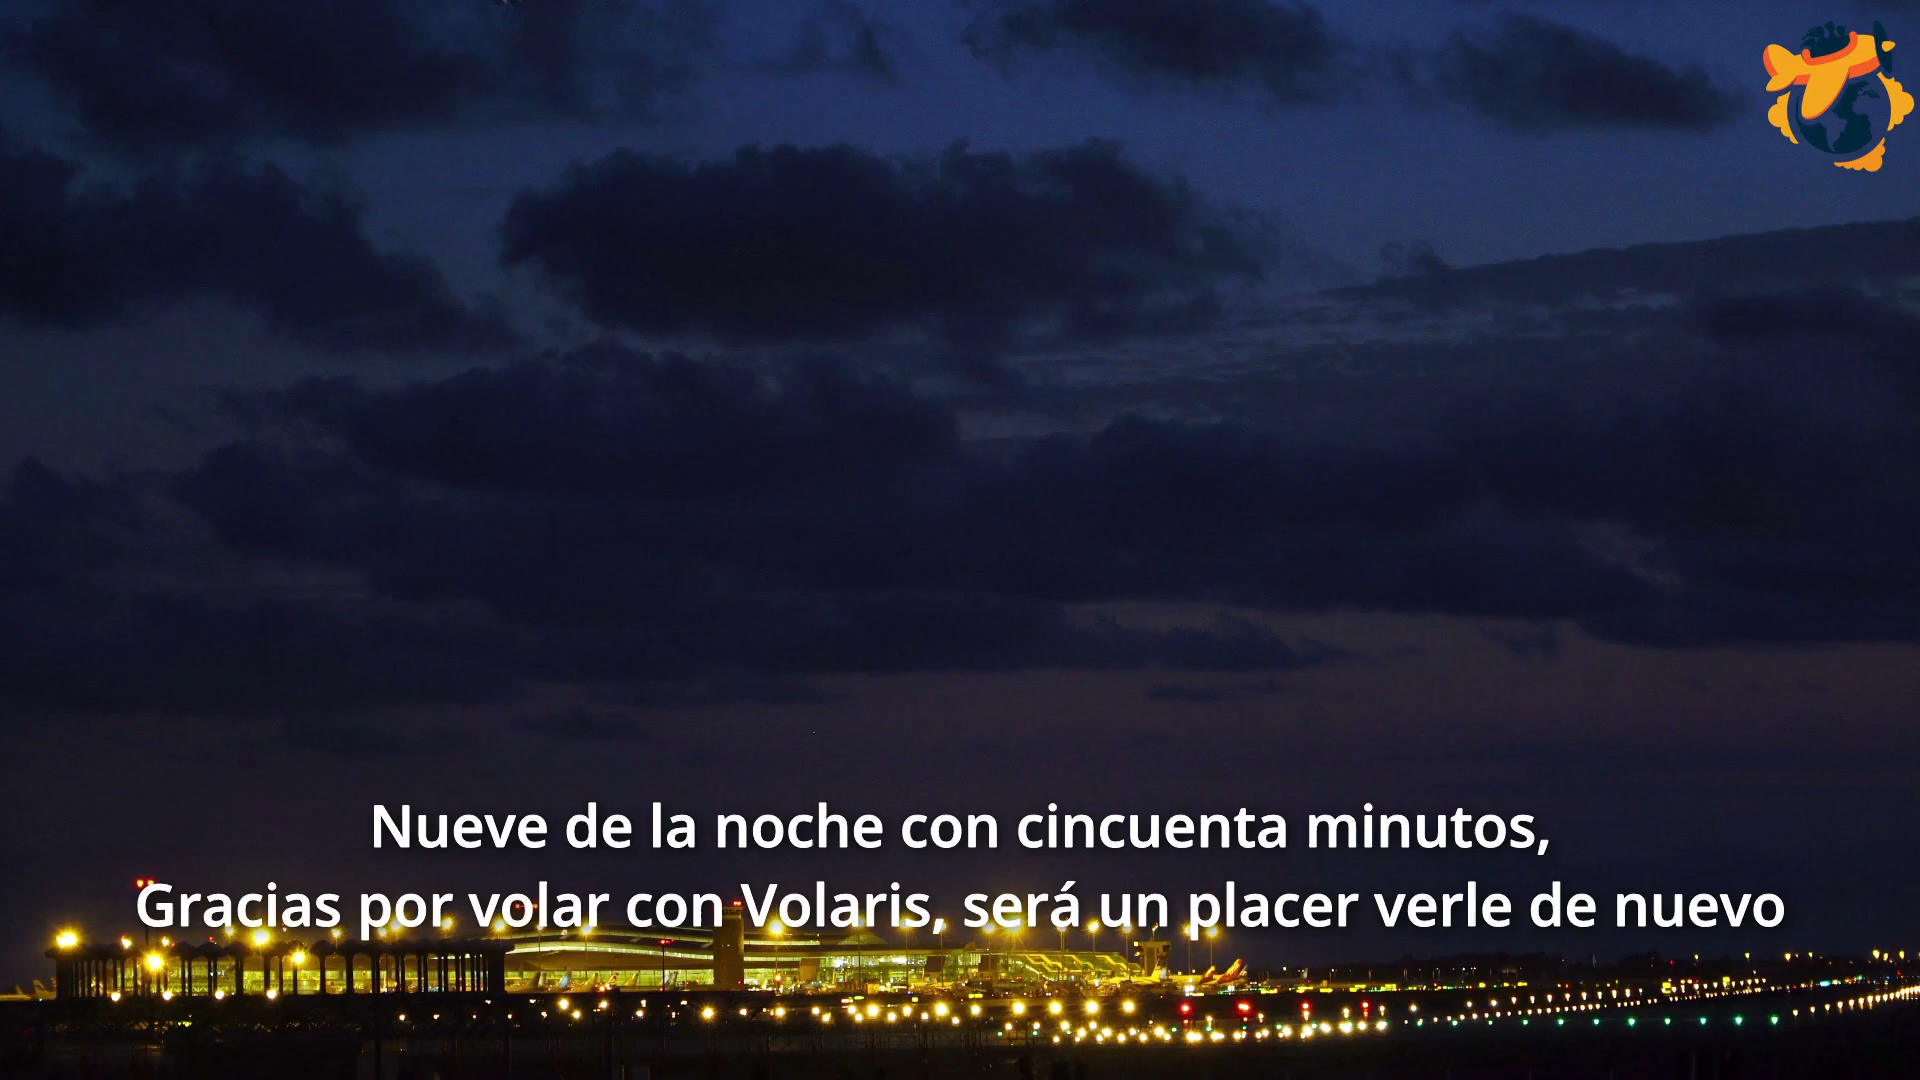 Nueve de la noche con cincuenta minutos,
Gracias por volar con Volaris, será un placer verle de nuevo